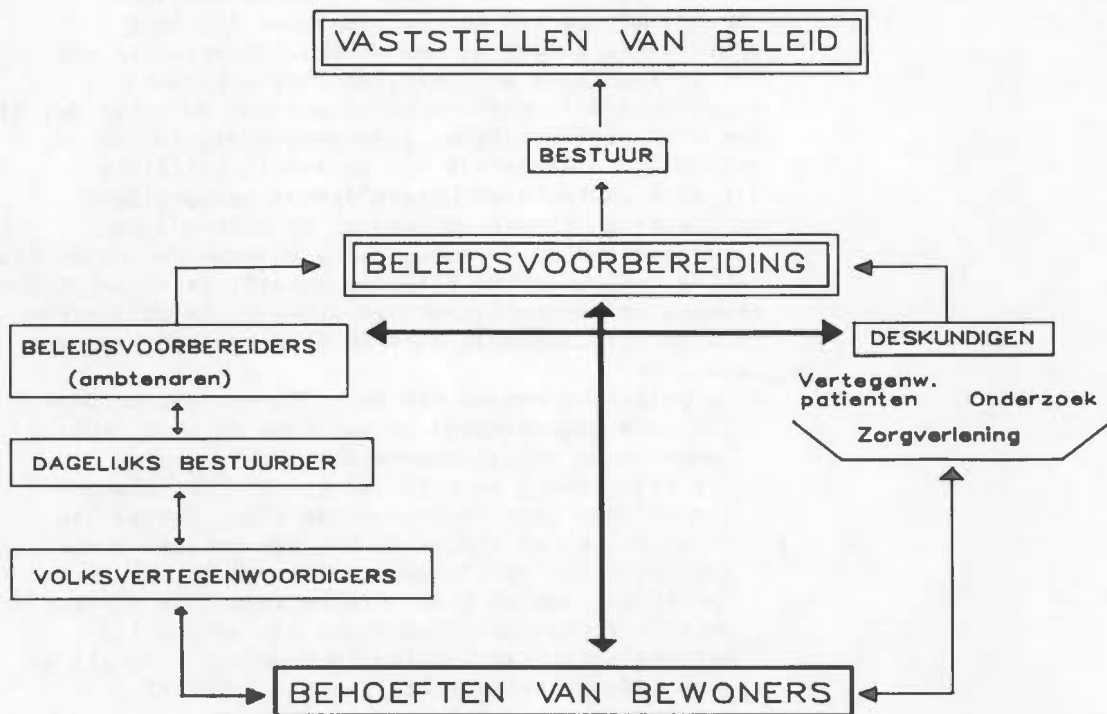 VASTSTELLEN VAN BELEID
BESTUUR
BELEIDSVOORBEREIDING
BELEIDSVOORBEREIDERS
(ambtenaren)
DESKUNDIGEN
Vertegenw.
patienten Onderzoek
Zorgverlening
DAGELIJKS BESTUURDER
VOLKSVERTEGENWOORDIGERS
BEHOEFTEN VAN BEWONERS